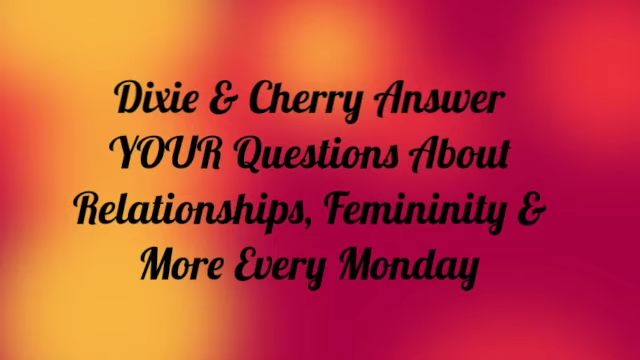 Dixie & Cherry Answer
YOUR Questions About
Relationships, Femininity &
More Every Monday